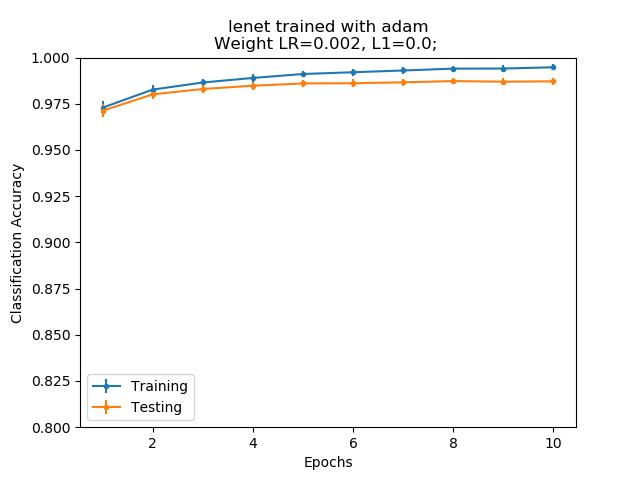 lenet trained with adam
Weight LR=0.002, L1=0.0;
1.000
0.975
0.950
0.925
0.900
0.875
0.850
0.825
0.800
Classification Accuracy
Training
Testing
2 4 6 8 10
Epochs